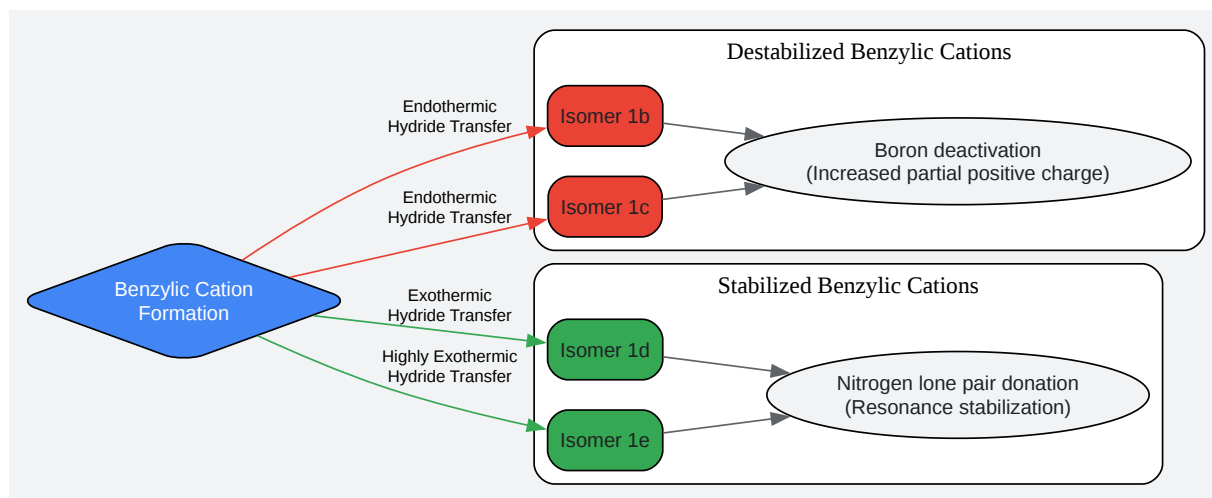 Destabilized Benzylic Cations
Endothermic
Hydride Transfer
Isomer 1b
Boron deactivation
(Increased partial positive charge)
Endothermic
Hydride Transfer
Isomer 1c
Benzylic Cation
Formation
Stabilized Benzylic Cations
Exothermic
Hydride Transfer
Isomer 1d
Highly Exothermic
Hydride Transfer
Nitrogen lone pair donation
(Resonance stabilization)
Isomer 1e